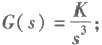 G(s) = K/s³;